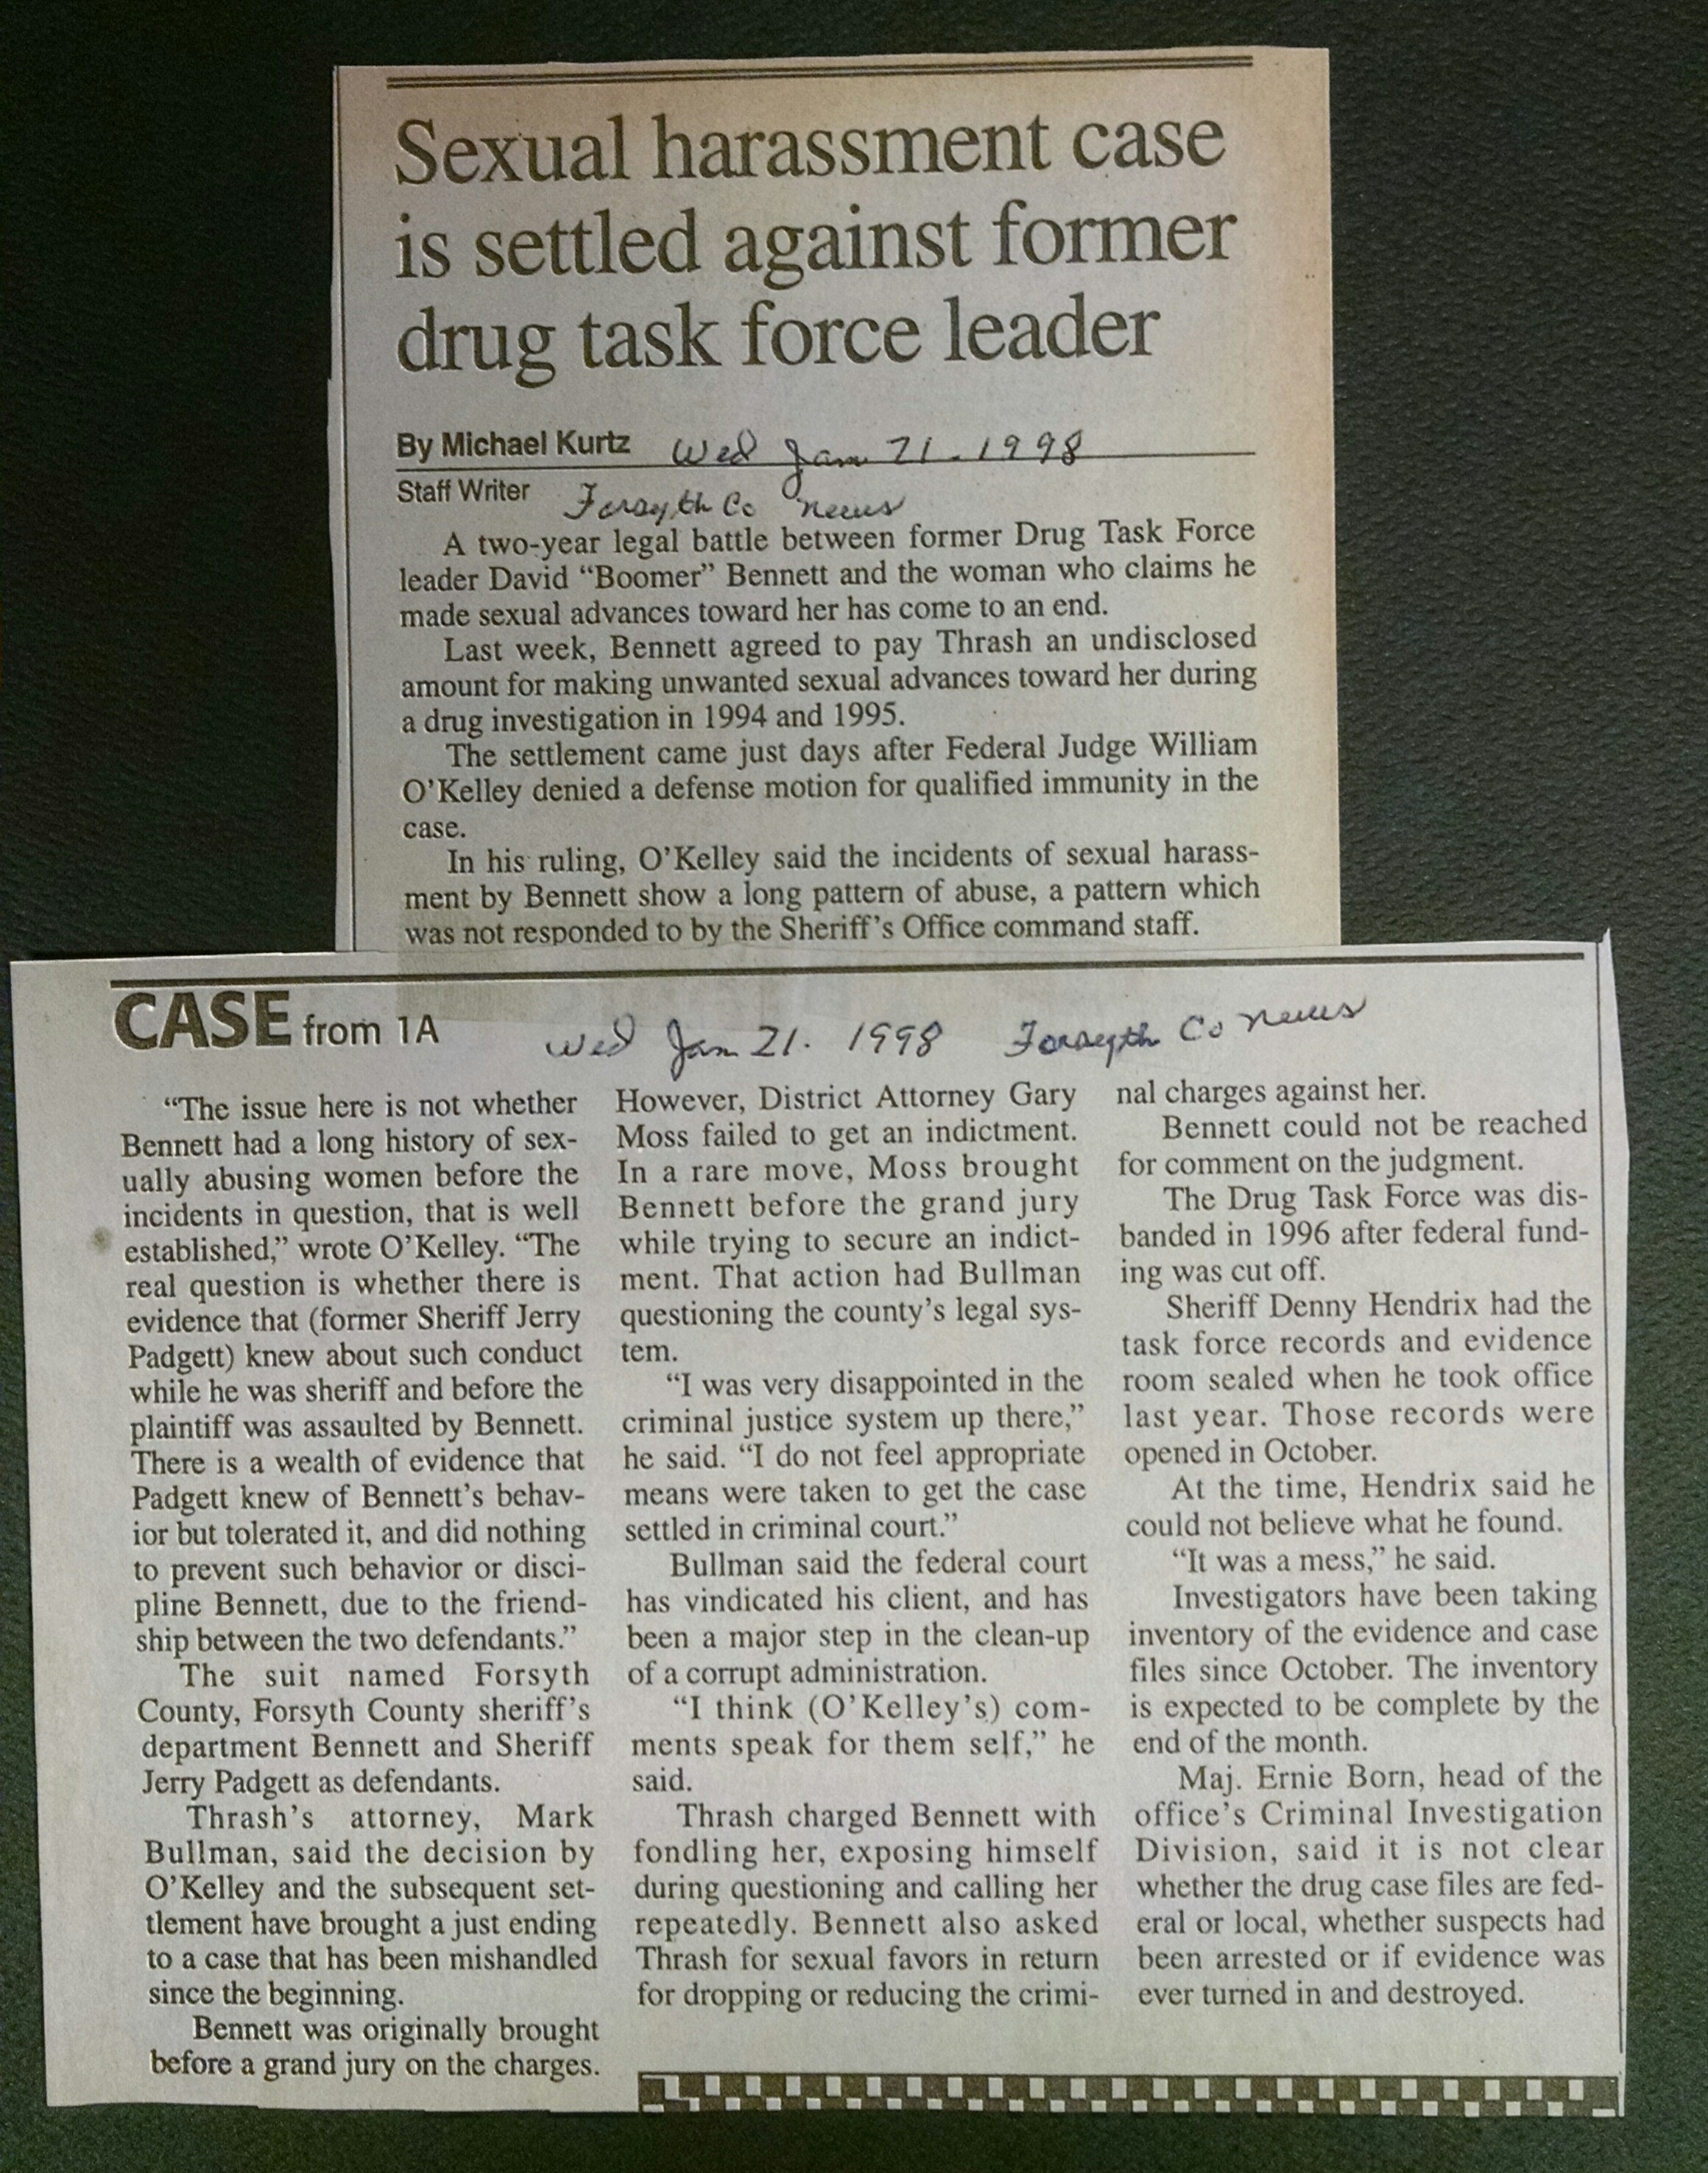 Sexual harassment case
is settled against former
drug task force leader
By Michael Kurtz Wed Jan 21. 1998
Staff Writer Forsyth Co News
A two-year legal battle between former Drug Task Force
leader David “Boomer” Bennett and the woman who claims he
made sexual advances toward her has come to an end.
Last week, Bennett agreed to pay Thrash an undisclosed
amount for making unwanted sexual advances toward her during
a drug investigation in 1994 and 1995.
The settlement came just days after Federal Judge William
O’Kelley denied a defense motion for qualified immunity in the
case.
In his ruling, O’Kelley said the incidents of sexual harass-
ment by Bennett show a long pattern of abuse, a pattern which
was not responded to by the Sheriff’s Office command staff.
CASE from 1A Wed Jan 21. 1998 Forsyth Co News
“The issue here is not whether
Bennett had a long history of sex-
ually abusing women before the
incidents in question, that is well
established,” wrote O’Kelley. “The
real question is whether there is
evidence that (former Sheriff Jerry
Padgett) knew about such conduct
while he was sheriff and before the
plaintiff was assaulted by Bennett.
There is a wealth of evidence that
Padgett knew of Bennett’s behav-
ior but tolerated it, and did nothing
to prevent such behavior or disci-
pline Bennett, due to the friend-
ship between the two defendants.”
The suit named Forsyth
County, Forsyth County sheriff’s
department Bennett and Sheriff
Jerry Padgett as defendants.
Thrash’s attorney, Mark
Bullman, said the decision by
O’Kelley and the subsequent set-
tlement have brought a just ending
to a case that has been mishandled
since the beginning.
Bennett was originally brought
before a grand jury on the charges.
However, District Attorney Gary
Moss failed to get an indictment.
In a rare move, Moss brought
Bennett before the grand jury
while trying to secure an indict-
ment. That action had Bullman
questioning the county’s legal sys-
tem.
“I was very disappointed in the
criminal justice system up there,”
he said. “I do not feel appropriate
means were taken to get the case
settled in criminal court.”
Bullman said the federal court
has vindicated his client, and has
been a major step in the clean-up
of a corrupt administration.
“I think (O’Kelley’s) com-
ments speak for them self,” he
said.
Thrash charged Bennett with
fondling her, exposing himself
during questioning and calling her
repeatedly. Bennett also asked
Thrash for sexual favors in return
for dropping or reducing the crimi-
nal charges against her.
Bennett could not be reached
for comment on the judgment.
The Drug Task Force was dis-
banded in 1996 after federal fund-
ing was cut off.
Sheriff Denny Hendrix had the
task force records and evidence
room sealed when he took office
last year. Those records were
opened in October.
At the time, Hendrix said he
could not believe what he found.
“It was a mess,” he said.
Investigators have been taking
inventory of the evidence and case
files since October. The inventory
is expected to be complete by the
end of the month.
Maj. Ernie Born, head of the
office’s Criminal Investigation
Division, said it is not clear
whether the drug case files are fed-
eral or local, whether suspects had
been arrested or if evidence was
ever turned in and destroyed.